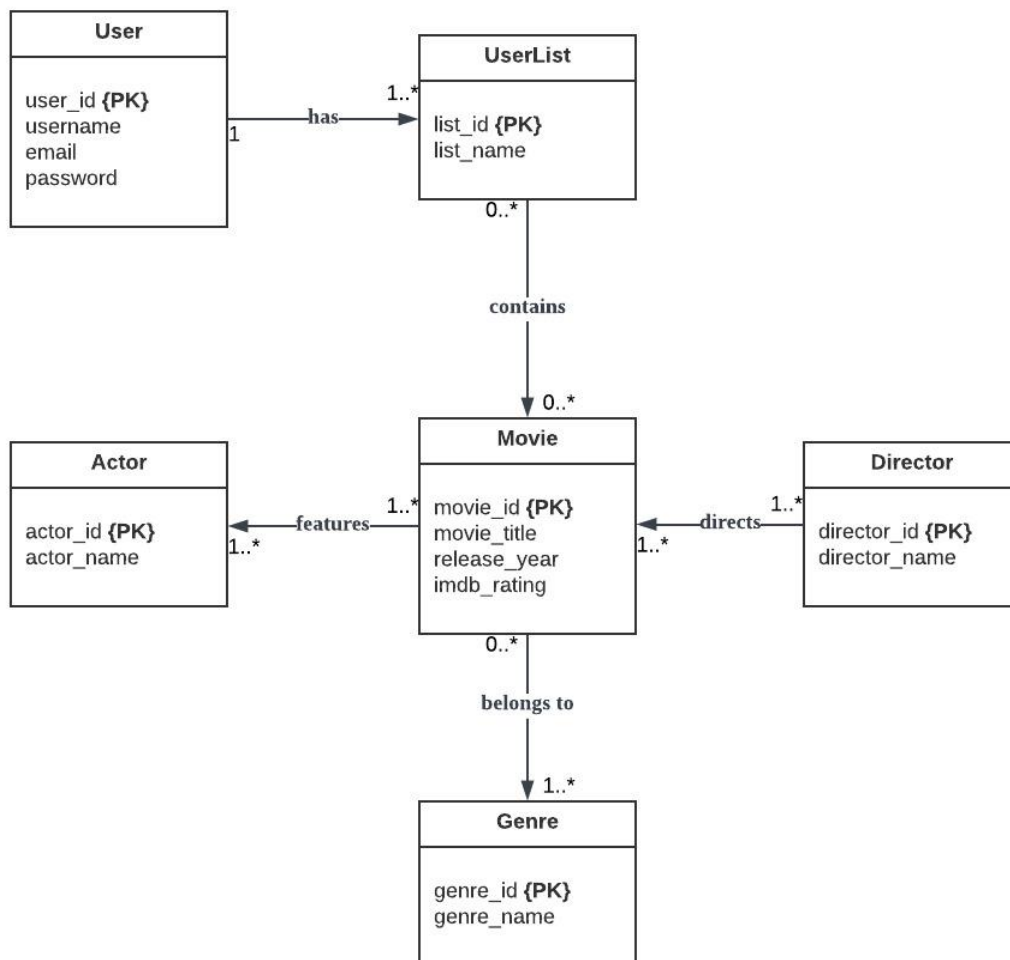 User
user_id {PK}
username
email
password
1
has
1..*
UserList
list_id {PK}
list_name
0..*
contains
0..*
Actor
actor_id {PK}
actor_name
1..*
features
1..*
Movie
movie_id {PK}
movie_title
release_year
imdb_rating
1..*
directs
1..*
Director
director_id {PK}
director_name
0..*
belongs to
1..*
Genre
genre_id {PK}
genre_name